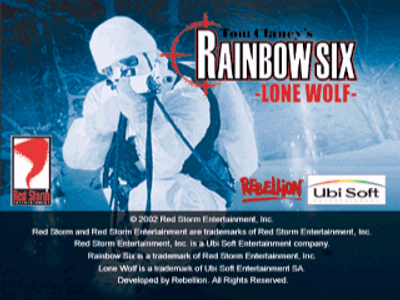 Tom Clancy's
RAINBOW SIX
-LONE WOLF-
Red Storm
ENTERTAINMENT
REBELLION
Ubi Soft
ENTERTAINMENT
© 2002 Red Storm Entertainment, Inc.
Red Storm and Red Storm Entertainment are trademarks of Red Storm Entertainment, Inc.
Red Storm Entertainment, Inc. is a Ubi Soft Entertainment company.
Rainbow Six is a trademark of Red Storm Entertainment, Inc.
Lone Wolf is a trademark of Ubi Soft Entertainment SA.
Developed by Rebellion. All Rights Reserved.